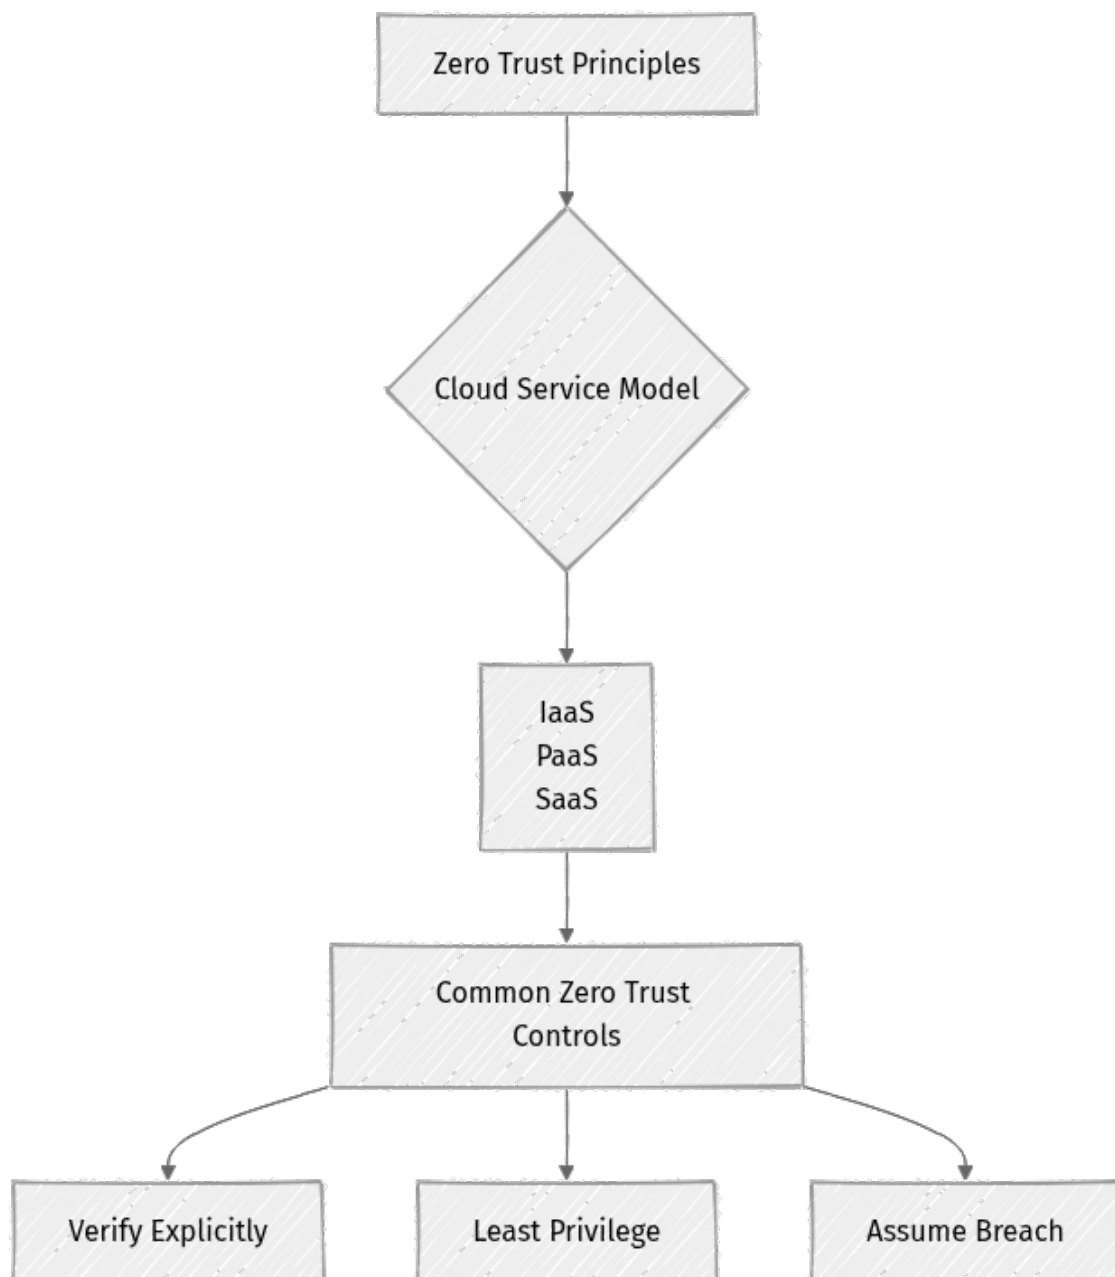 Zero Trust Principles
Cloud Service Model
IaaS
PaaS
SaaS
Common Zero Trust
Controls
Verify Explicitly
Least Privilege
Assume Breach